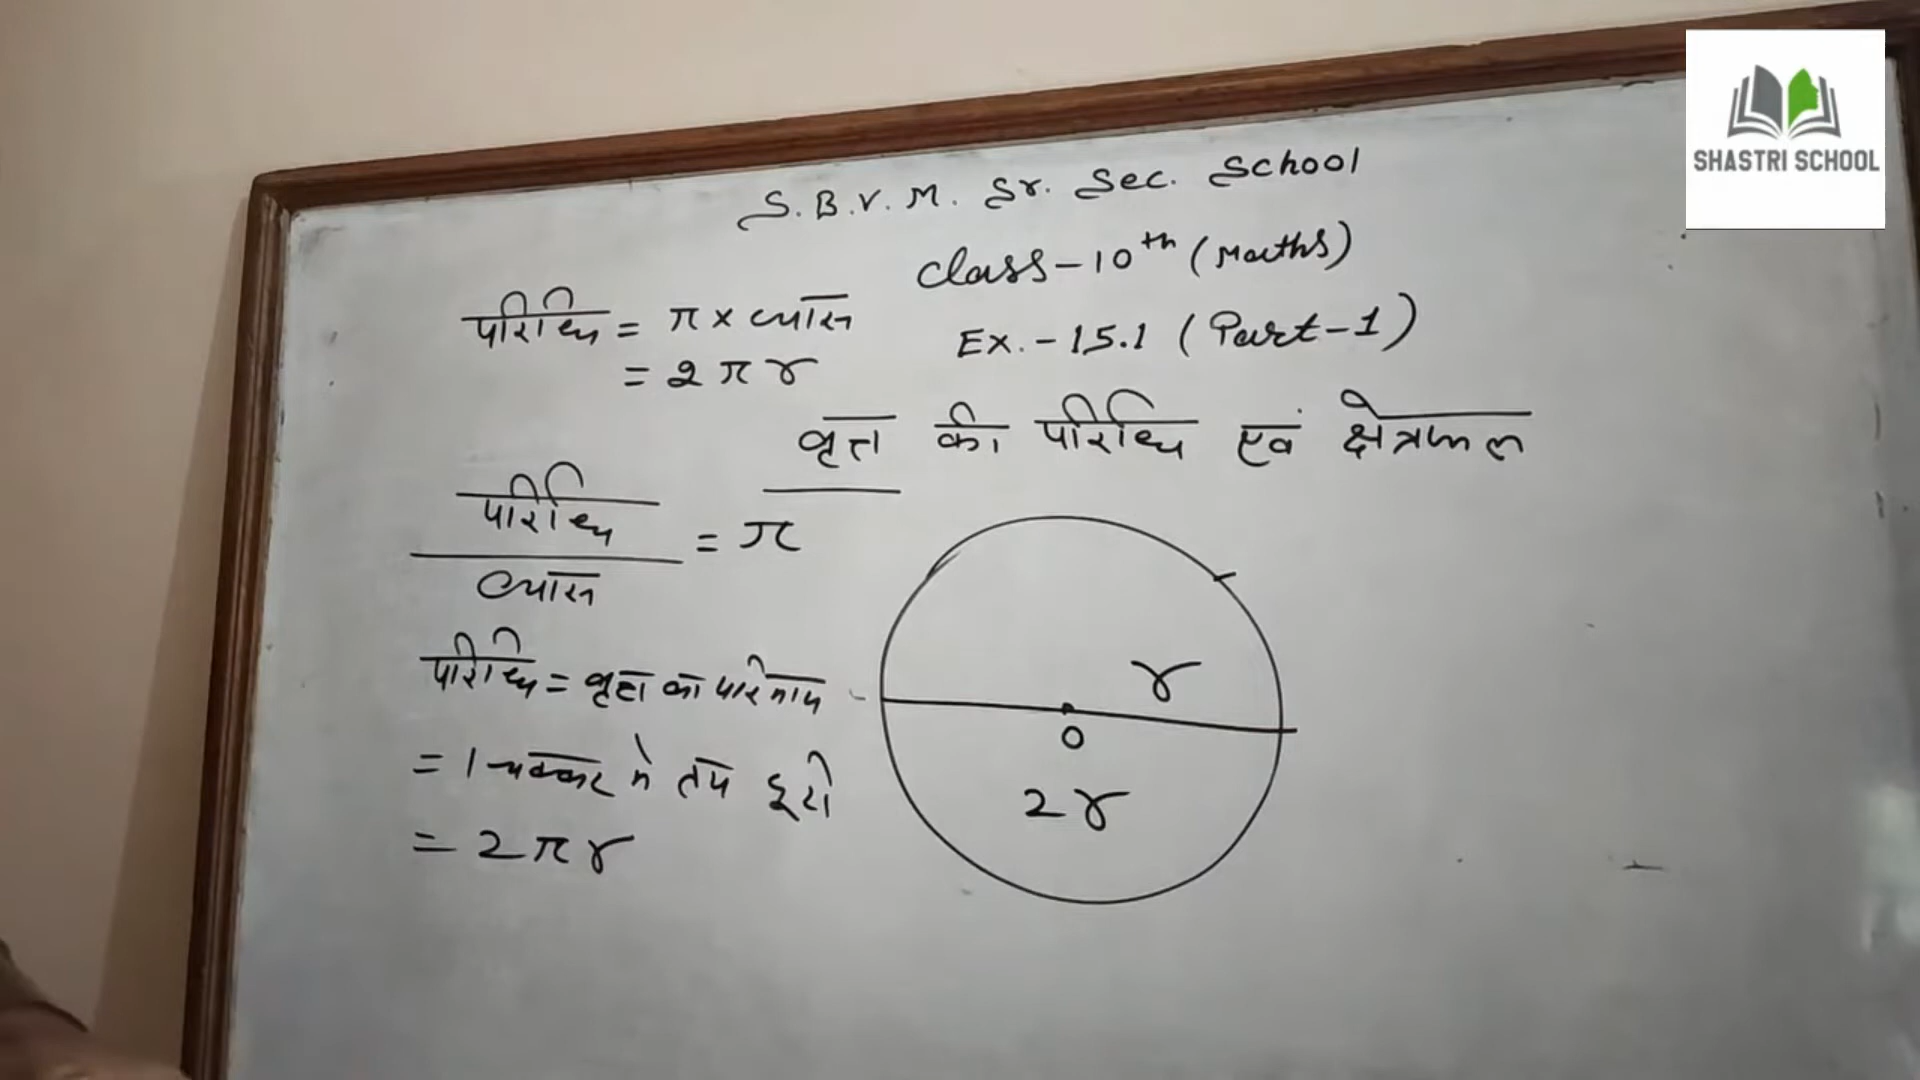 SHASTRI SCHOOL
S.B.V.M. Sr. Sec. School
Class-10th (Maths)
Ex.-15.1 (Part-1)
वृत्त की परिधि एवं क्षेत्रफल
परिधि = π x व्यास
= 2πr
परिधि
व्यास
= π
परिधि = वृत्त का परिमाप
= 1 चक्कर में तय दूरी
= 2πr
r
O
2r